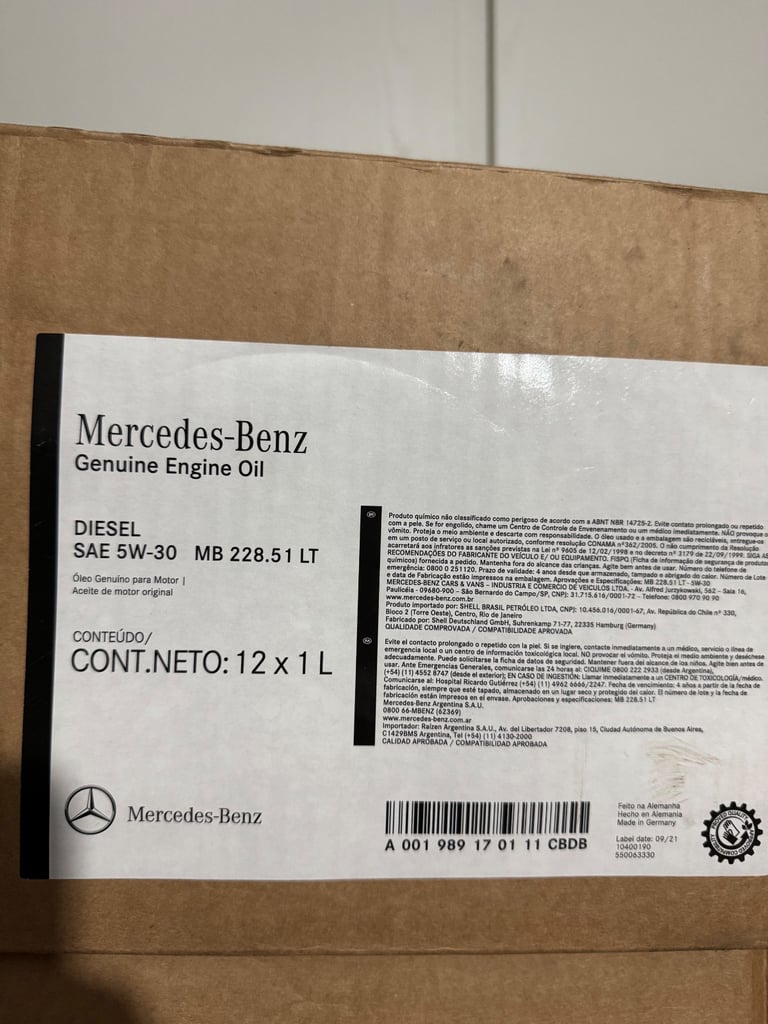 Mercedes-Benz
Genuine Engine Oil
DIESEL
SAE 5W-30 MB 228.51 LT
Óleo Genuíno para Motor |
Aceite de motor original
CONTEÚDO/
CONT.NETO: 12 x 1 L
Mercedes-Benz
Produto químico não classificado como perigoso de acordo com a ABNT NBR 14725-2. Evite contato prolongado ou repetido
com a pele. Se for engolido, chame um Centro de Controle de Envenenamento ou um médico imediatamente. NÃO provoque o
vômito. Proteja o meio ambiente e descarte com responsabilidade. O óleo usado e a embalagem são recicláveis, entregue-os
em um posto de serviço ou local autorizado, conforme resolução CONAMA nº362/2005. O não cumprimento da Resolução
acarretará aos infratores as sanções previstas na Lei nº 9605 de 12/02/1998 e no decreto nº 3179 de 22/09/1999. SIGA AS
RECOMENDAÇÕES DO FABRICANTE DO VEÍCULO E/ OU EQUIPAMENTO. FISPQ (Ficha de informação de segurança de produtos
químicos) fornecida a pedido. Mantenha fora do alcance das crianças. Agite bem antes de usar. Número do telefone de
emergência: 0800 0 251120. Prazo de validade: 4 anos desde que armazenado, tampado e abrigado do calor. Número de Lote
e data de Fabricação estão impressos na embalagem. Aprovações e Especificações: MB 228.51 LT -5W-30
MERCEDES-BENZ CARS & VANS – INDUSTRIA E COMERCIO DE VEICULOS LTDA. - Av. Alfred Jurzykowski, 562 – Sala 16,
Paulicéia - 09680-900 – São Bernardo do Campo/SP, CNPJ: 31.715.616/0001-72 - Telefone: 0800 970 90 90
www.mercedes-benz.com.br
Produto importado por: SHELL BRASIL PETRÓLEO LTDA, CNPJ: 10.456.016/0001-67, Av. República do Chile nº 330,
Bloco 2 (Torre Oeste), Centro, Rio de Janeiro
Fabricado por: Shell Deutschland GmbH, Suhrenkamp 71-77, 22335 Hamburg (Germany)
QUALIDADE COMPROVADA / COMPATIBILIDADE APROVADA
Evite el contacto prolongado o repetido con la piel. Si se ingiere, contacte inmediatamente a un médico, servicio o línea de
emergencia local o un centro de información toxicológica local. NO provocar el vómito. Proteja el medio ambiente y deséchese
adecuadamente. Puede solicitarse la ficha de datos de seguridad. Mantener fuera del alcance de los niños. Agite bien antes de
usar. Ante Emergencias Generales, comunicarse las 24 horas al: CIQUIME 0800 222 2933 (desde Argentina),
(+54) (11) 4552 8747 (desde el exterior); EN CASO DE INGESTIÓN: Llamar inmediatamente a un CENTRO DE TOXICOLOGÍA/médico.
Comunicarse al: Hospital Ricardo Gutiérrez (+54) (11) 4962 6666/2247. Fecha de vencimiento: 4 años a partir de la fecha de
fabricación, siempre que esté tapado, almacenado en un lugar seco y protegido del calor. El número de lote y la fecha de
fabricación están impresos en el envase. Aprobaciones y especificaciones: MB 228.51 LT
Mercedes-Benz Argentina S.A.U.
0800 66-MBENZ (62369)
www.mercedes-benz.com.ar
Importador: Raízen Argentina S.A.U., Av. del Libertador 7208, piso 15, Ciudad Autónoma de Buenos Aires,
C1429BMS Argentina, Tel (+54) (11) 4130-2000
CALIDAD APROBADA / COMPATIBILIDAD APROBADA
A 001 989 17 01 11 CBDB
Feito na Alemanha
Hecho en Alemania
Made in Germany
Label date: 09/21
10400190
550063330
PROVED QUALITY
APPROVED COMPATIBILITY